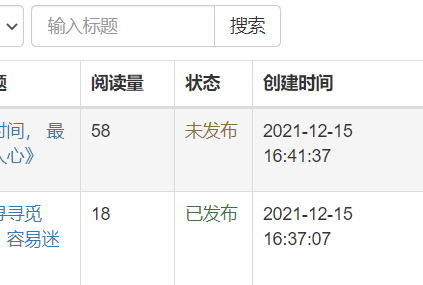 输入标题 搜索
题 阅读量 状态 创建时间
时间， 最 58 未发布 2021-12-15
人心》 16:41:37
寻寻觅 18 已发布 2021-12-15
容易迷 16:37:07